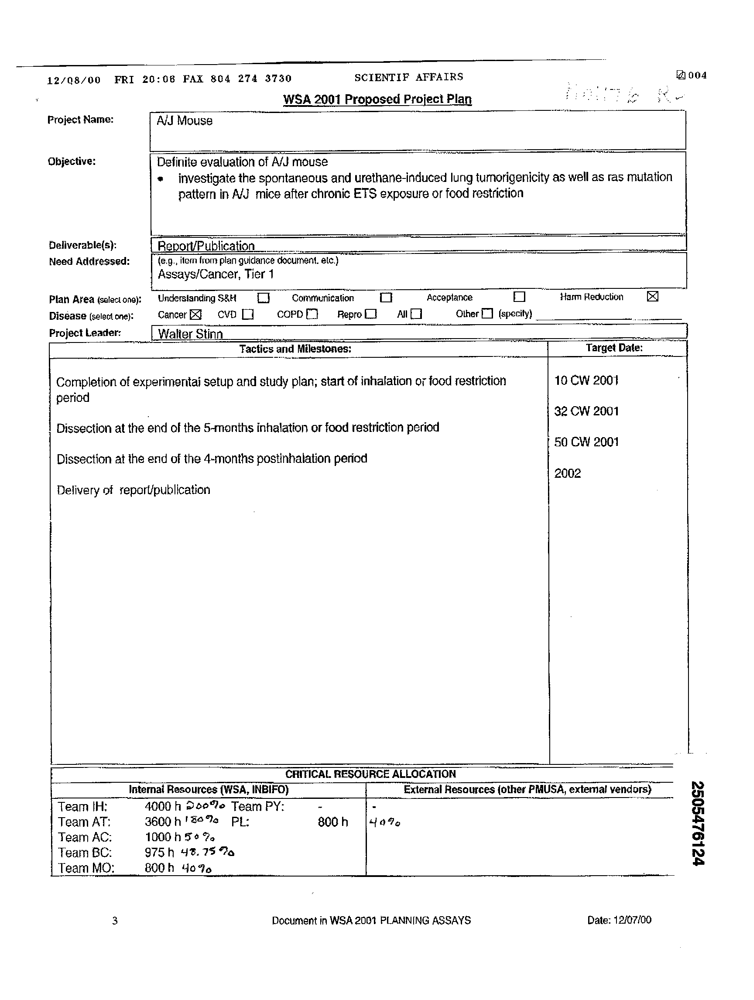 12/08/00 FRI 20:06 FAX 804 274 3730 SCIENTIF AFFAIRS 004
WSA 2001 Proposed Project Plan
Project Name: A/J Mouse
Objective: Definite evaluation of A/J mouse
• investigate the spontaneous and urethane-induced lung tumorigenicity as well as ras mutation
pattern in A/J mice after chronic ETS exposure or food restriction
Deliverable(s): Report/Publication
Need Addressed: (e.g., item from plan guidance document, etc.)
Assays/Cancer, Tier 1
Plan Area (select one): Understanding S&H ☐ Communication ☐ Acceptance ☐ Harm Reduction ☒
Disease (select one): Cancer ☒ CVD ☐ COPD ☐ Repro ☐ All ☐ Other ☐ (specify)
Project Leader: Walter Stinn
Tactics and Milestones: Target Date:
Completion of experimental setup and study plan; start of inhalation or food restriction 10 CW 2001
period
32 CW 2001
Dissection at the end of the 5-months inhalation or food restriction period
50 CW 2001
Dissection at the end of the 4-months postinhalation period
2002
Delivery of report/publication
CRITICAL RESOURCE ALLOCATION
Internal Resources (WSA, INBIFO) External Resources (other PMUSA, external vendors)
Team IH: 4000 h 200% Team PY: - -
Team AT: 3600 h 180% PL: 800 h 40%
Team AC: 1000 h 50%
Team BC: 975 h 48.75%
Team MO: 800 h 40%
2505476124
3 Document in WSA 2001 PLANNING ASSAYS Date: 12/07/00